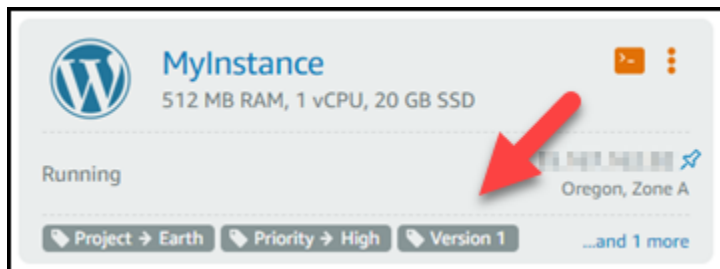 MyInstance
512 MB RAM, 1 vCPU, 20 GB SSD
Running
Oregon, Zone A
Project → Earth Priority → High Version 1 ...and 1 more